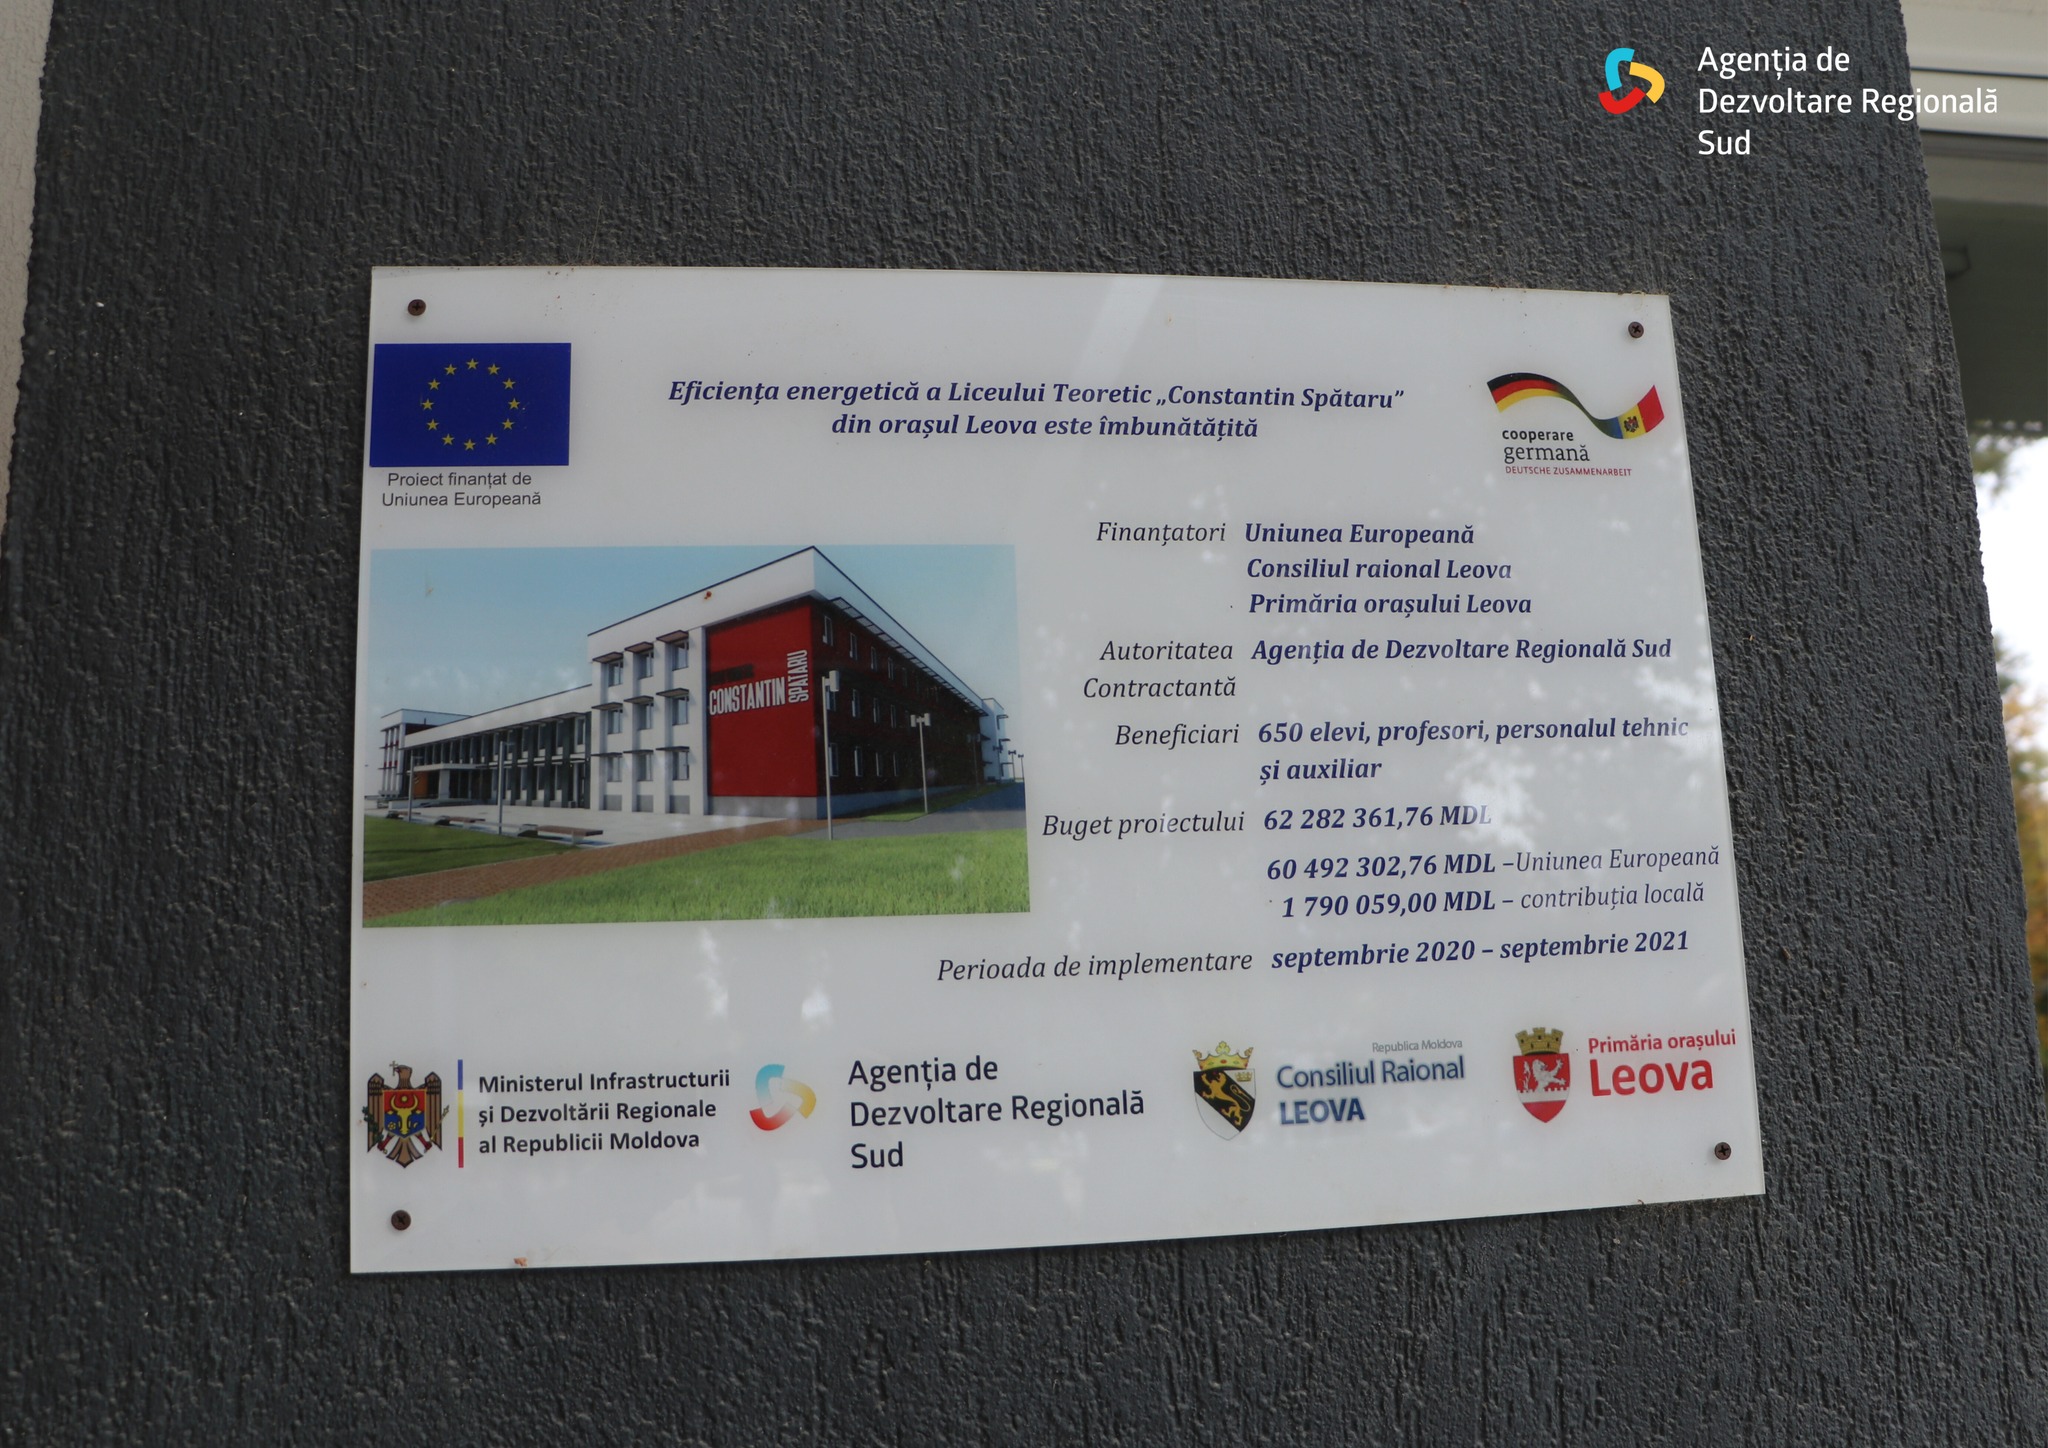 Agenția de
Dezvoltare Regională
Sud
Proiect finanțat de
Uniunea Europeană
Eficiența energetică a Liceului Teoretic „Constantin Spătaru”
din orașul Leova este îmbunătățită
cooperare
germană
DEUTSCHE ZUSAMMENARBEIT
CONSTANTIN
SPATARU
Finanțatori Uniunea Europeană
Consiliul raional Leova
Primăria orașului Leova
Autoritatea Agenția de Dezvoltare Regională Sud
Contractantă
Beneficiari 650 elevi, profesori, personalul tehnic
și auxiliar
Buget proiectului 62 282 361,76 MDL
60 492 302,76 MDL –Uniunea Europeană
1 790 059,00 MDL – contribuția locală
Perioada de implementare septembrie 2020 – septembrie 2021
Ministerul Infrastructurii
și Dezvoltării Regionale
al Republicii Moldova
Agenția de
Dezvoltare Regională
Sud
Republica Moldova
Consiliul Raional
LEOVA
Primăria orașului
Leova